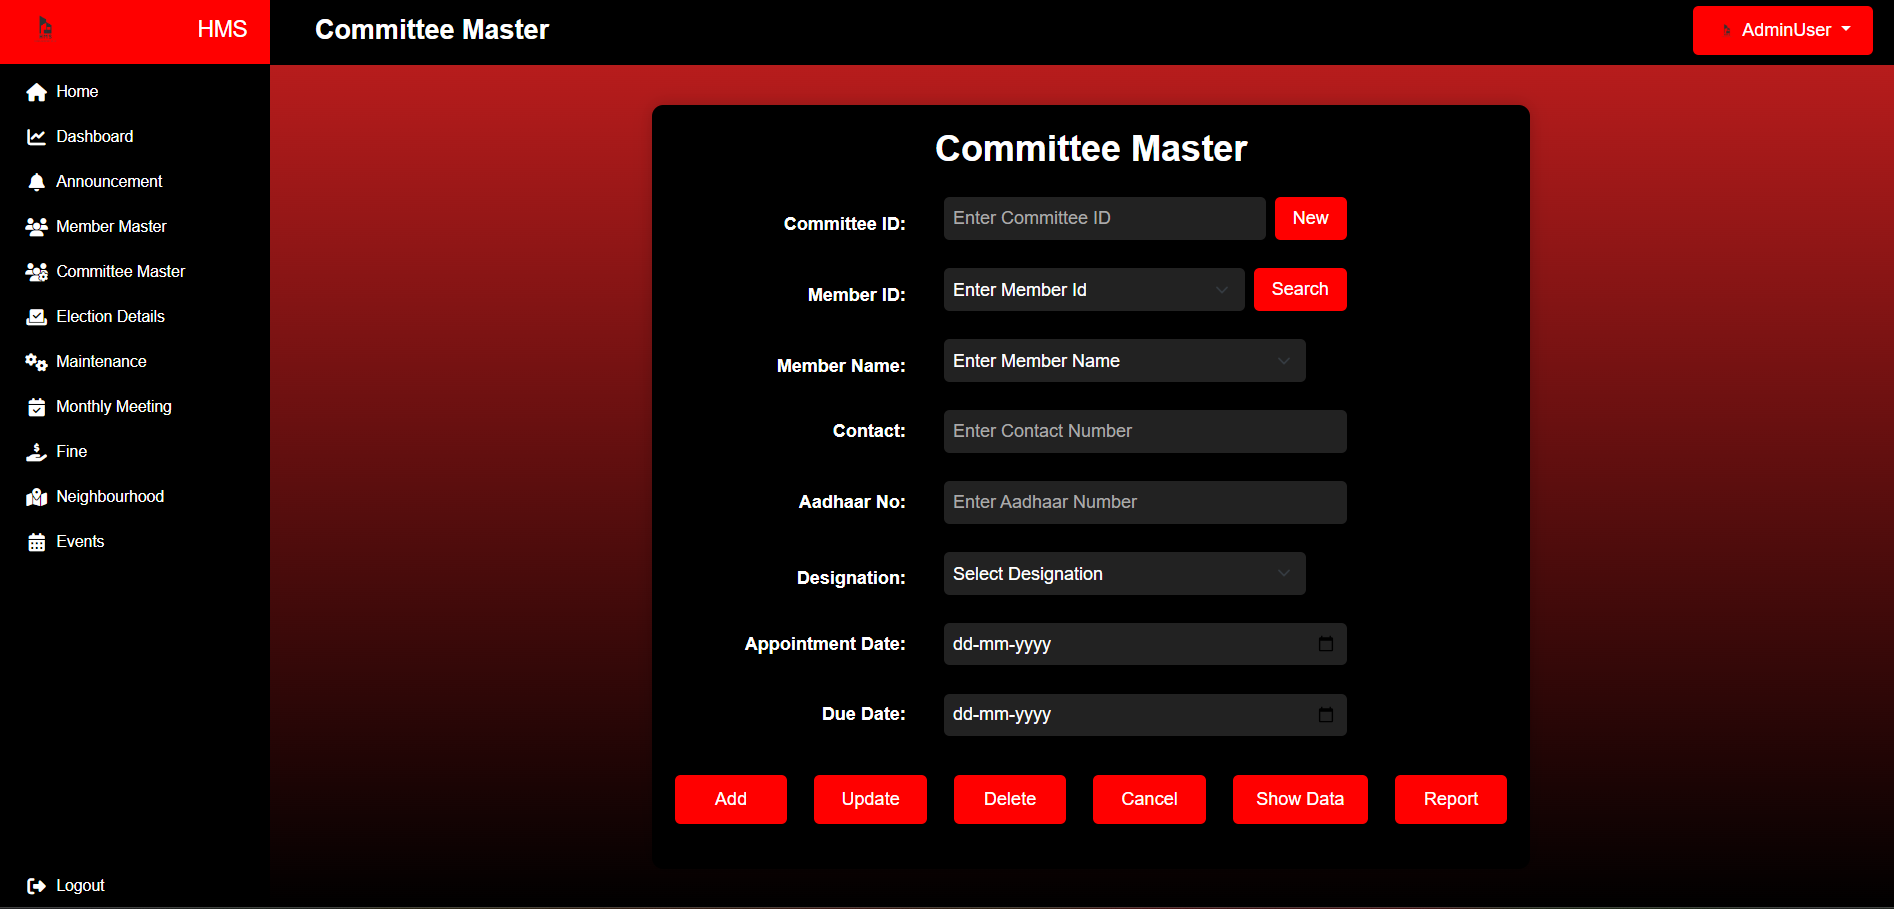 HMS
Committee Master
AdminUser
Home
Dashboard
Announcement
Member Master
Committee Master
Election Details
Maintenance
Monthly Meeting
Fine
Neighbourhood
Events
Logout
Committee Master
Committee ID: Enter Committee ID New
Member ID: Enter Member Id Search
Member Name: Enter Member Name
Contact: Enter Contact Number
Aadhaar No: Enter Aadhaar Number
Designation: Select Designation
Appointment Date: dd-mm-yyyy
Due Date: dd-mm-yyyy
Add Update Delete Cancel Show Data Report